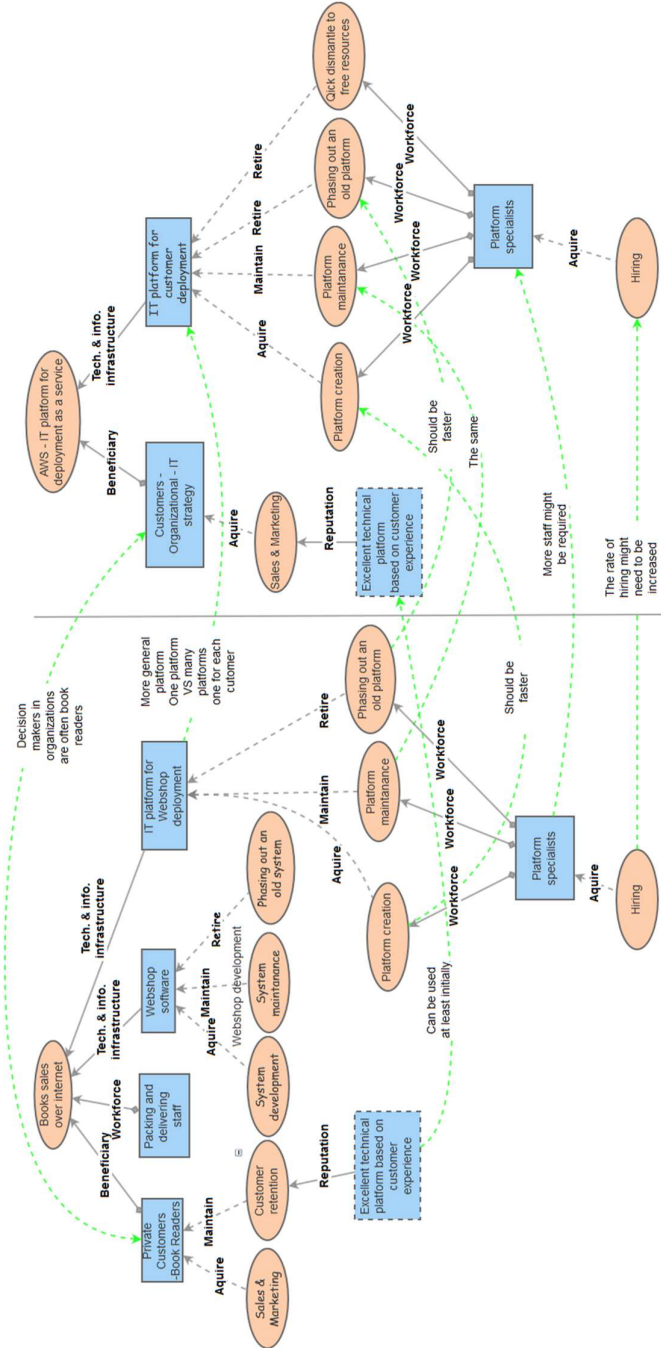 Decision
makers in
organizations
are often book
readers
Books sales
over internet
Beneficiary
Workforce
Tech. & info.
infrastructure
Tech. & info.
infrastructure
Private
Customers
-Book Readers
Packing and
delivering
staff
Webshop
software
IT platform for
Webshop
deployment
More general
platform
One platform
VS many
platforms
one for each
cutomer
Aquire
Maintain
Aquire
Maintain
Retire
Webshop development
Sales &
Marketing
Customer
retention
System
development
System
maintanance
Phasing out an
old system
Aquire
Maintain
Retire
Platform creation
Platform
maintanance
Phasing out an
old platform
Reputation
Excellent technical
platform based on
customer
experience
Can be used
at least initially
Workforce
Workforce
Workforce
Platform
specialists
Aquire
Hiring
Should be
faster
AWS - IT platform for
deployment as a service
Beneficiary
Tech. & info.
infrastructure
Customers -
Organizational - IT
strategy
IT platform for
customer
deployment
Aquire
Sales & Marketing
Reputation
Excellent technical
platform
based on customer
experience
Aquire
Maintain
Retire
Retire
Platform creation
Platform
maintanance
Phasing out an
old platform
Qick dismantle to
free resources
Workforce
Workforce
Workforce
Workforce
Should be
faster
The same
Platform
specialists
More staff might
be required
Aquire
Hiring
The rate of
hiring might
need to be
increased